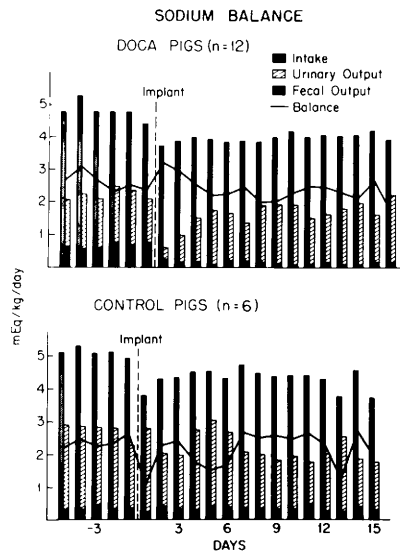 SODIUM BALANCE
DOCA PIGS (n=12)
Intake
Urinary Output
Fecal Output
Balance
Implant
5
4
3
2
1
mEq/kg/day
CONTROL PIGS (n=6)
Implant
5
4
3
2
1
-3 3 6 9 12 15
DAYS